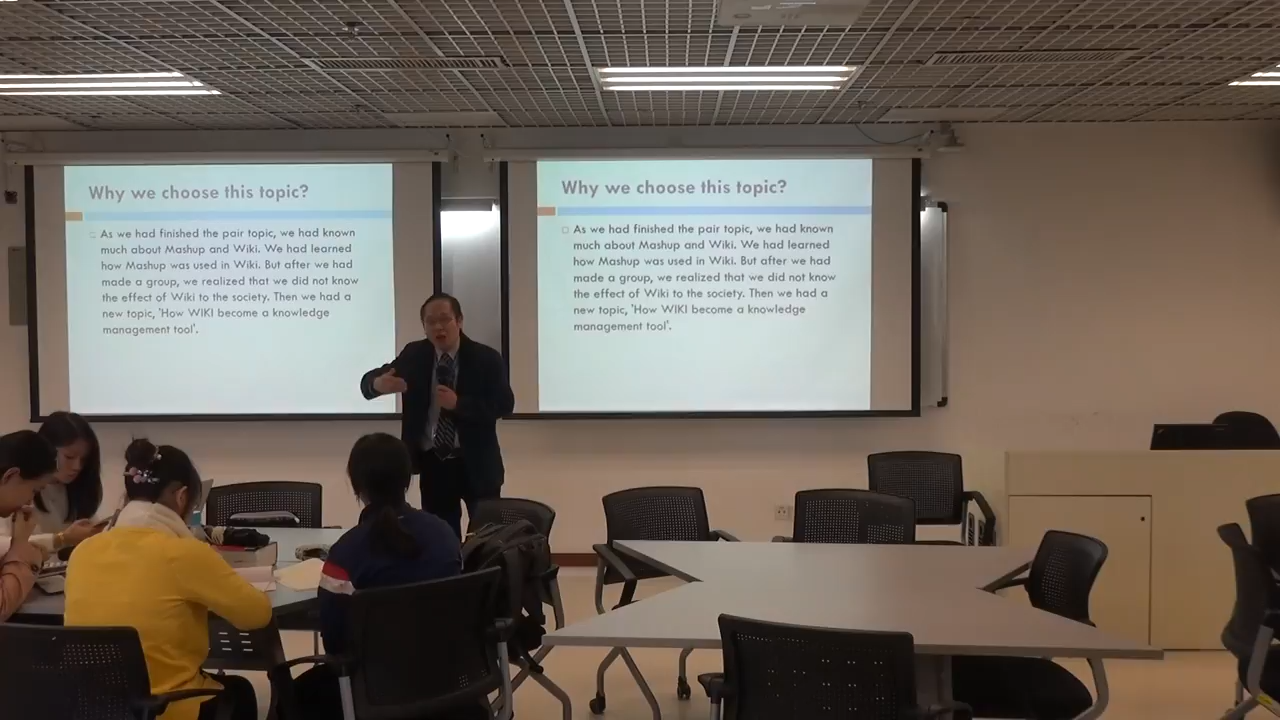 Why we choose this topic?
As we had finished the pair topic, we had known
much about Mashup and Wiki. We had learned
how Mashup was used in Wiki. But after we had
made a group, we realized that we did not know
the effect of Wiki to the society. Then we had a
new topic, 'How WIKI become a knowledge
management tool'.
Why we choose this topic?
As we had finished the pair topic, we had known
much about Mashup and Wiki. We had learned
how Mashup was used in Wiki. But after we had
made a group, we realized that we did not know
the effect of Wiki to the society. Then we had a
new topic, 'How WIKI become a knowledge
management tool'.